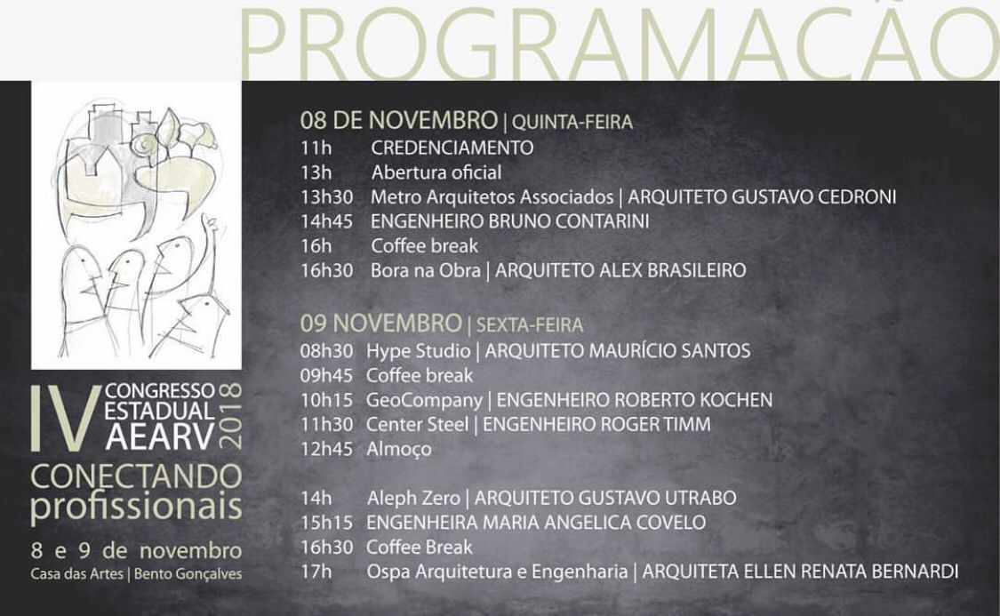 PROGRAMAÇÃO
08 DE NOVEMBRO | QUINTA-FEIRA
11h CREDENCIAMENTO
13h Abertura oficial
13h30 Metro Arquitetos Associados | ARQUITETO GUSTAVO CEDRONI
14h45 ENGENHEIRO BRUNO CONTARINI
16h Coffee break
16h30 Bora na Obra | ARQUITETO ALEX BRASILEIRO
09 NOVEMBRO | SEXTA-FEIRA
08h30 Hype Studio | ARQUITETO MAURÍCIO SANTOS
09h45 Coffee break
10h15 GeoCompany | ENGENHEIRO ROBERTO KOCHEN
11h30 Center Steel | ENGENHEIRO ROGER TIMM
12h45 Almoço
14h Aleph Zero | ARQUITETO GUSTAVO UTRABO
15h15 ENGENHEIRA MARIA ANGELICA COVELO
16h30 Coffee Break
17h Ospa Arquitetura e Engenharia | ARQUITETA ELLEN RENATA BERNARDI
IV CONGRESSO
ESTADUAL
AEARV
2018
CONECTANDO
profissionais
8 e 9 de novembro
Casa das Artes | Bento Gonçalves